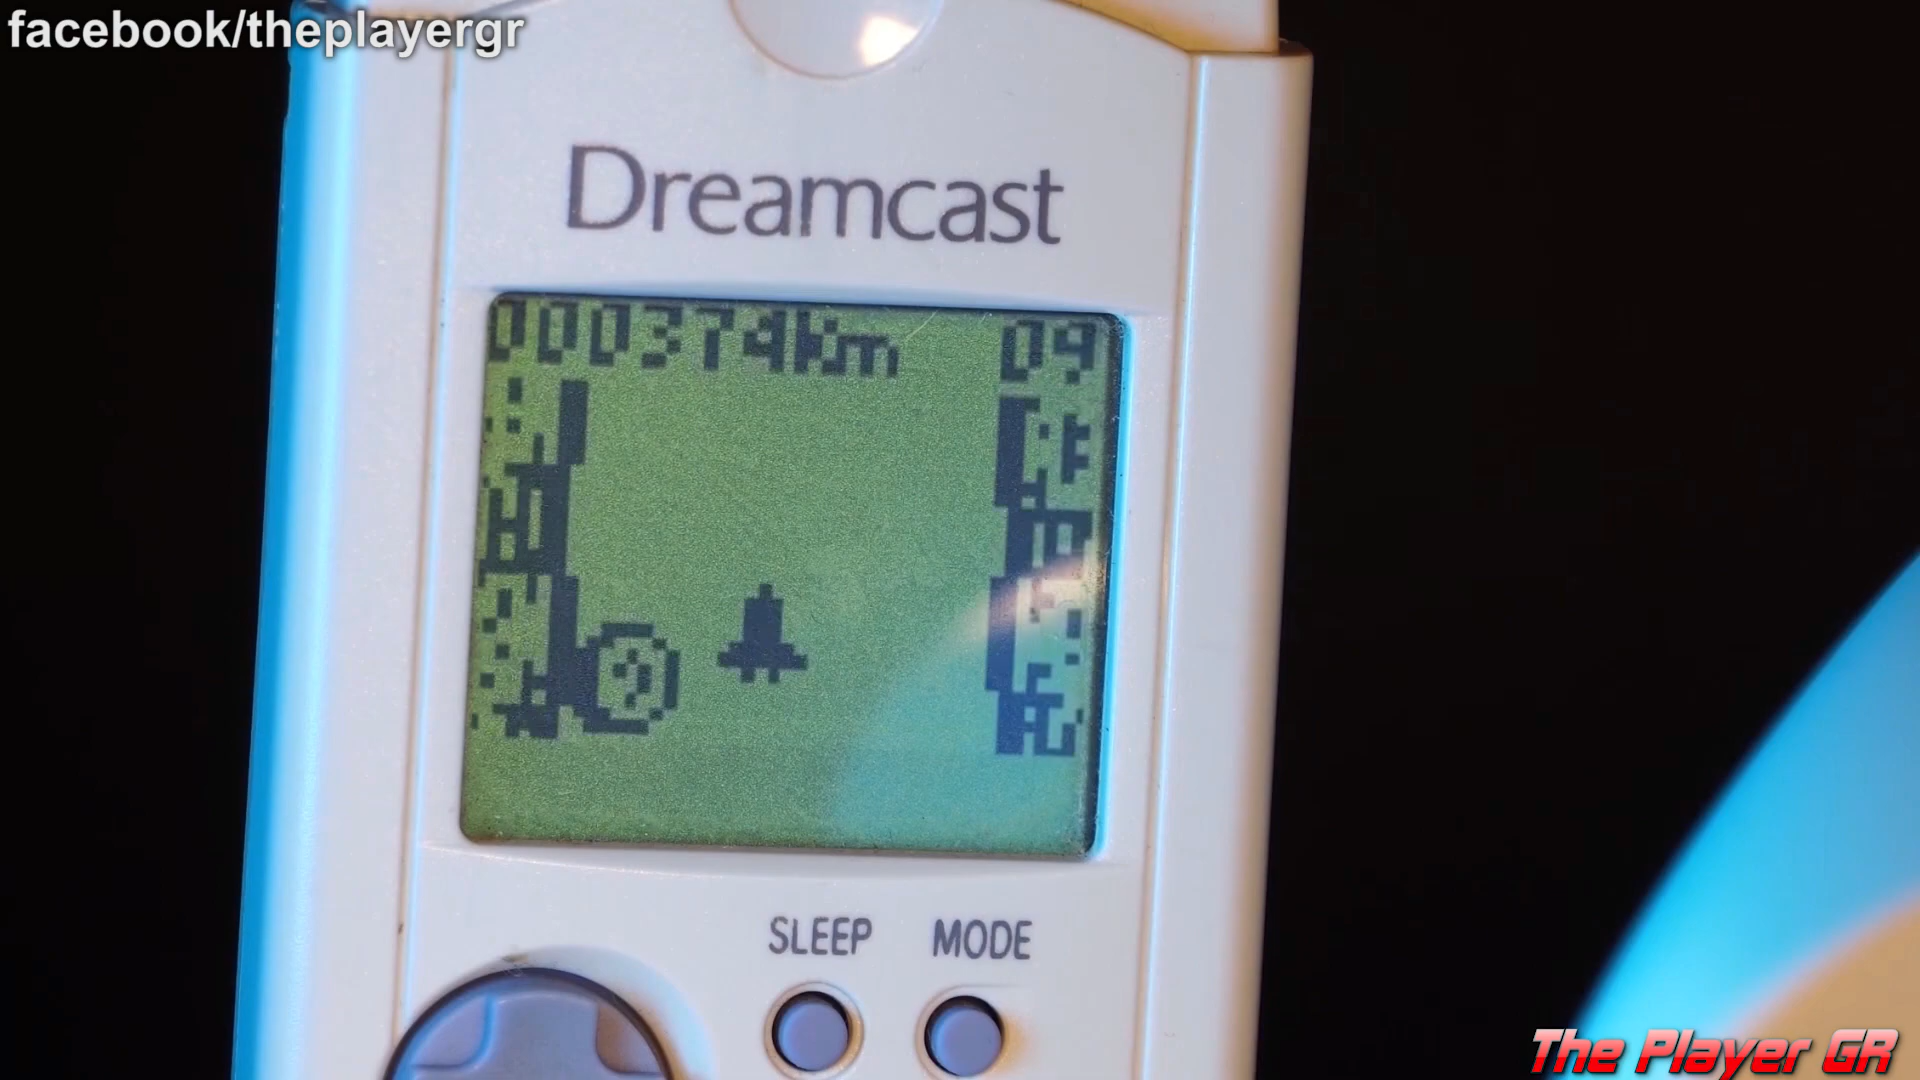 facebook/theplayergr
Dreamcast
000374km 09
?
SLEEP MODE
The Player GR